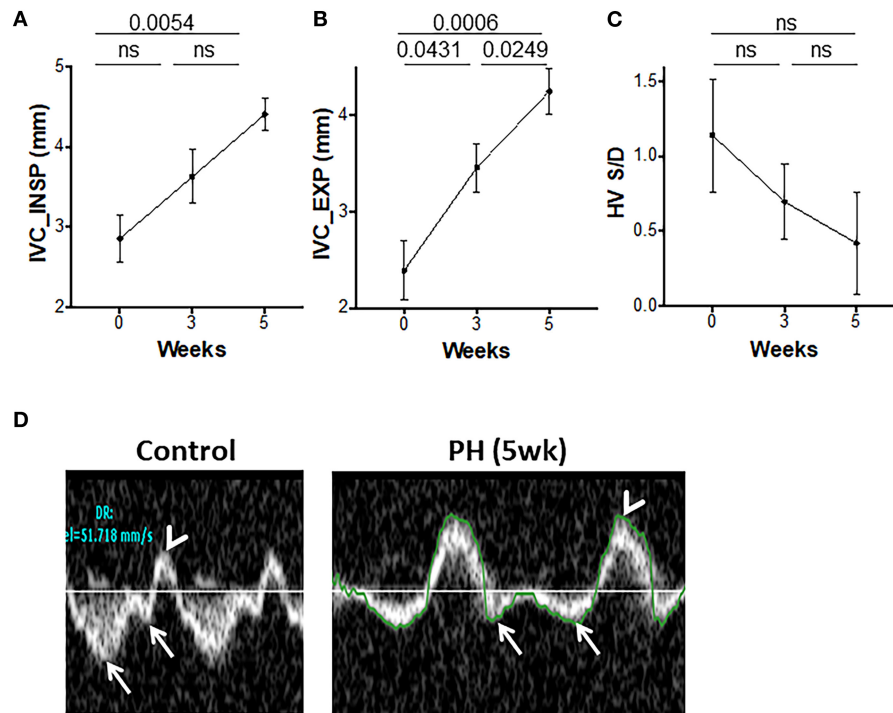 A
0.0054
ns ns
IVC_INSP (mm)
5
4
3
2
0 3 5
Weeks
B
0.0006
0.0431 0.0249
IVC_EXP (mm)
4
3
2
0 3 5
Weeks
C
ns
ns ns
HV S/D
1.5
1.0
0.5
0.0
0 3 5
Weeks
D
Control
DR:
el=51.718 mm/s
PH (5wk)